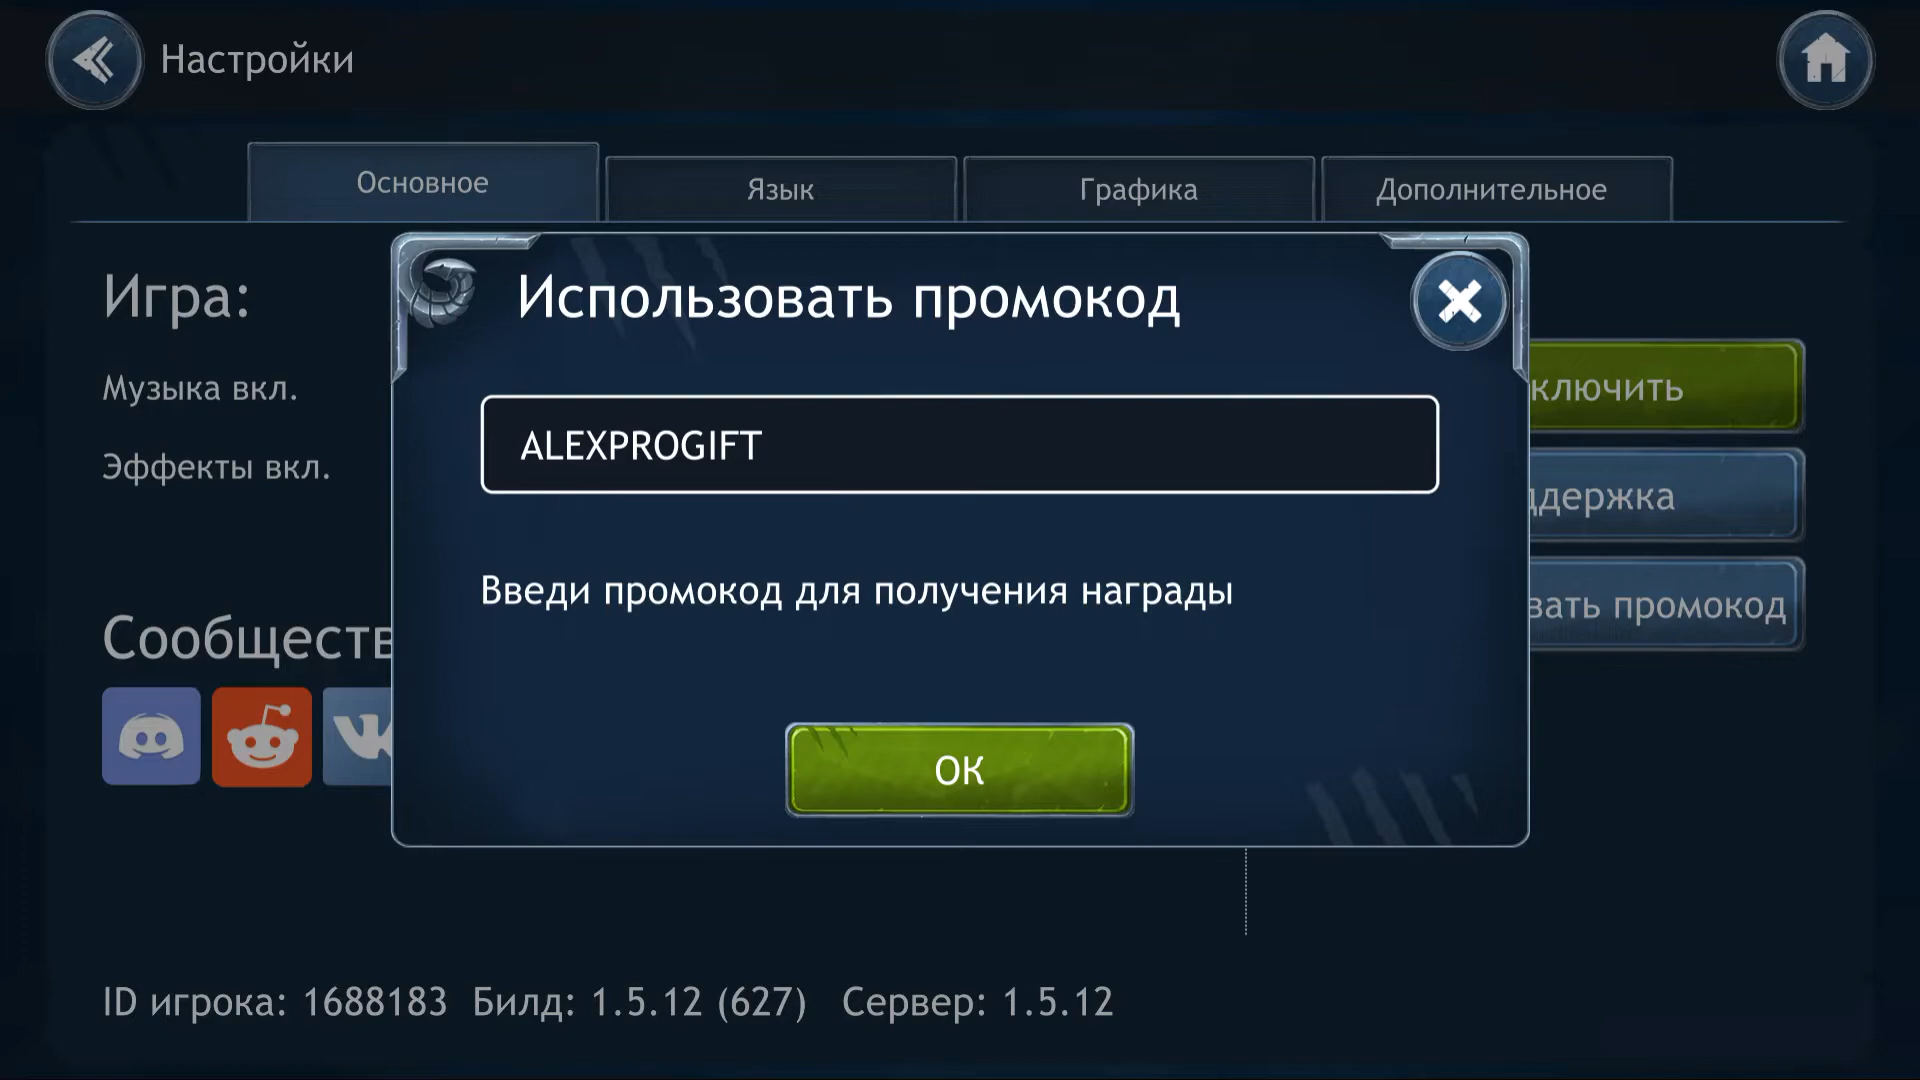 Настройки
Основное
Язык
Графика
Дополнительное
Игра:
Использовать промокод
Музыка вкл.
ключить
ALEXPROGIFT
Эффекты вкл.
ддержка
Введи промокод для получения награды
вать промокод
Сообществ
ОК
ID игрока: 1688183 Билд: 1.5.12 (627) Сервер: 1.5.12